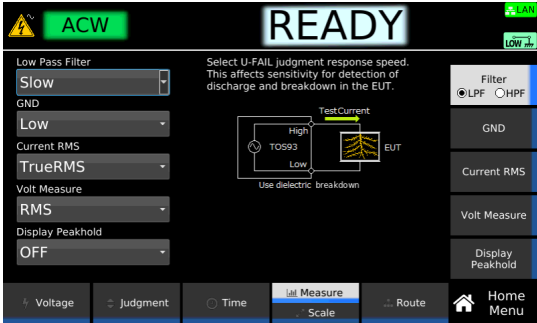 ACW
READY
LAN
LOW
Low Pass Filter
Slow
GND
Low
Current RMS
TrueRMS
Volt Measure
RMS
Display Peakhold
OFF
Select U-FAIL judgment response speed.
This affects sensitivity for detection of
discharge and breakdown in the EUT.
TestCurrent
High
TOS93
EUT
Low
Use dielectric breakdown
Filter
LPF HPF
GND
Current RMS
Volt Measure
Display
Peakhold
Voltage
Judgment
Time
Measure
Scale
Route
Home
Menu